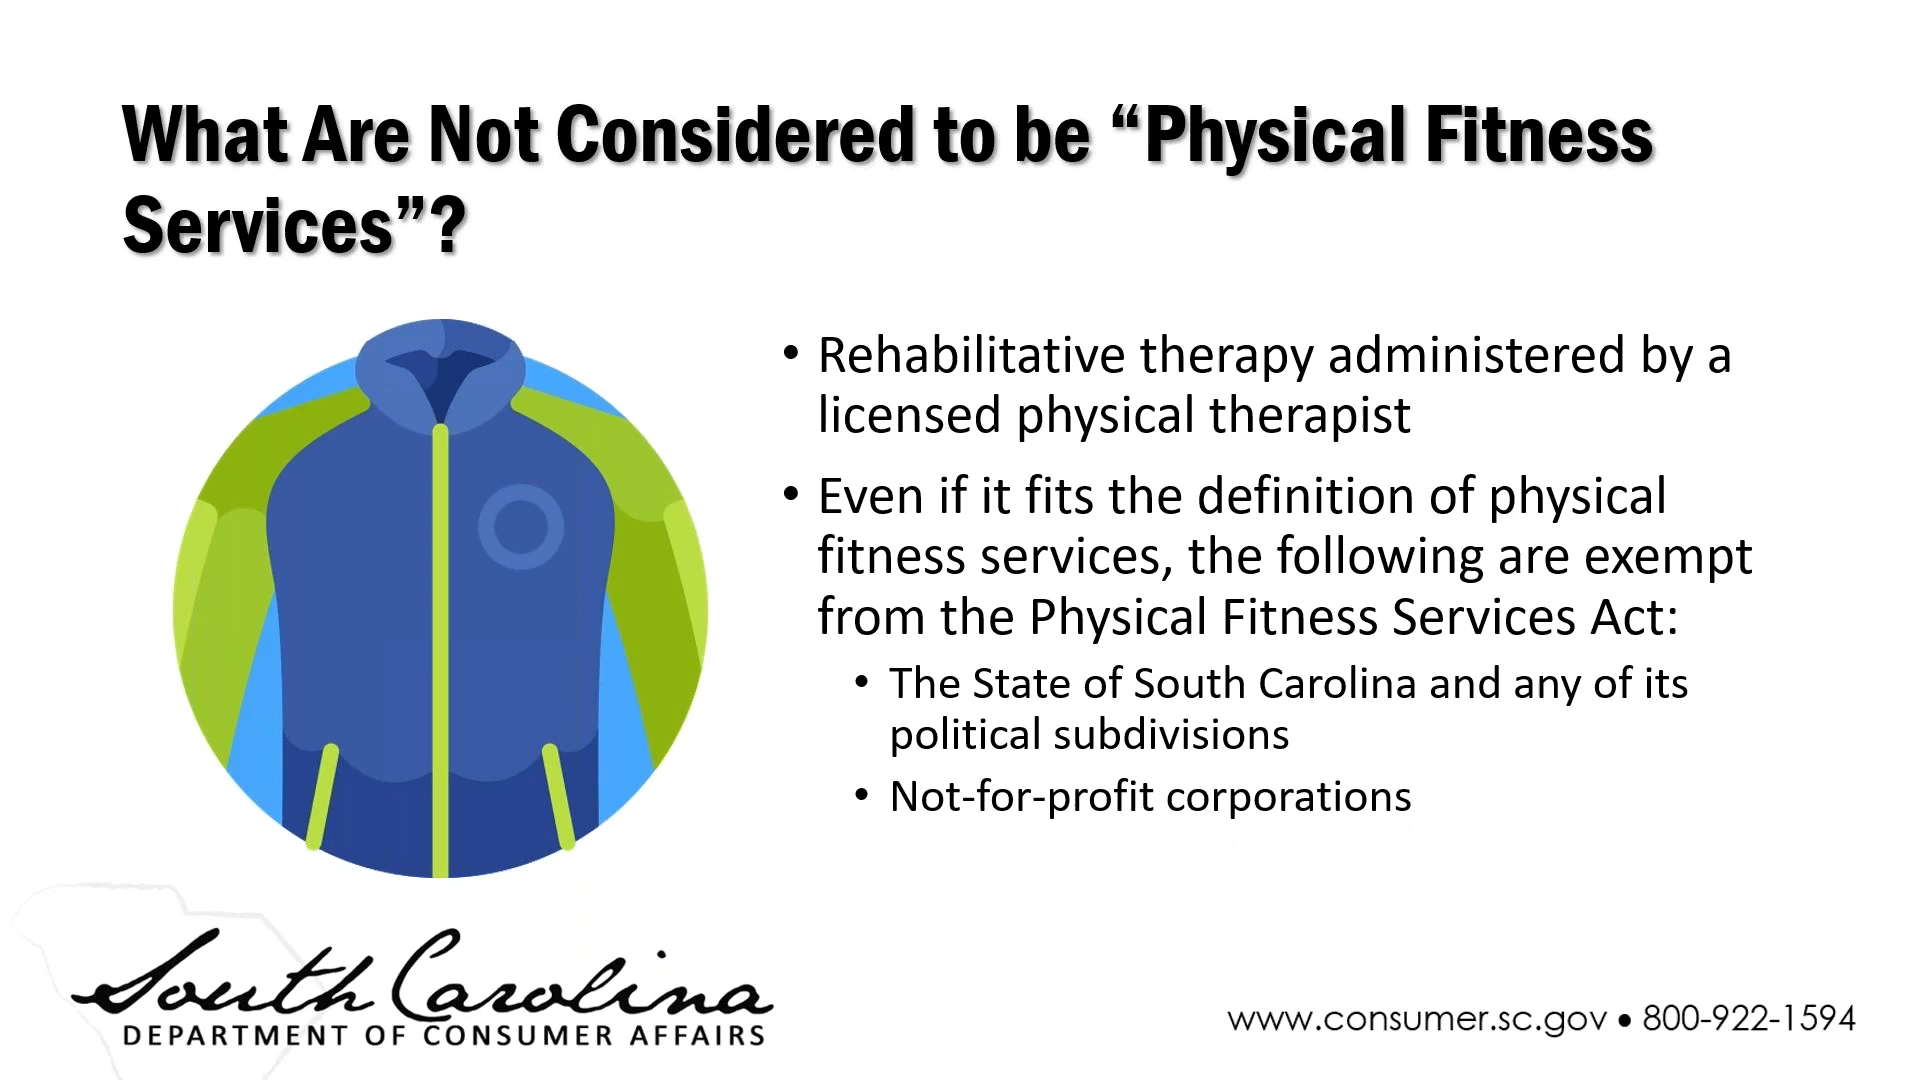 What Are Not Considered to be “Physical Fitness
Services”?
• Rehabilitative therapy administered by a
licensed physical therapist
• Even if it fits the definition of physical
fitness services, the following are exempt
from the Physical Fitness Services Act:
• The State of South Carolina and any of its
political subdivisions
• Not-for-profit corporations
South Carolina
DEPARTMENT OF CONSUMER AFFAIRS
www.consumer.sc.gov • 800-922-1594